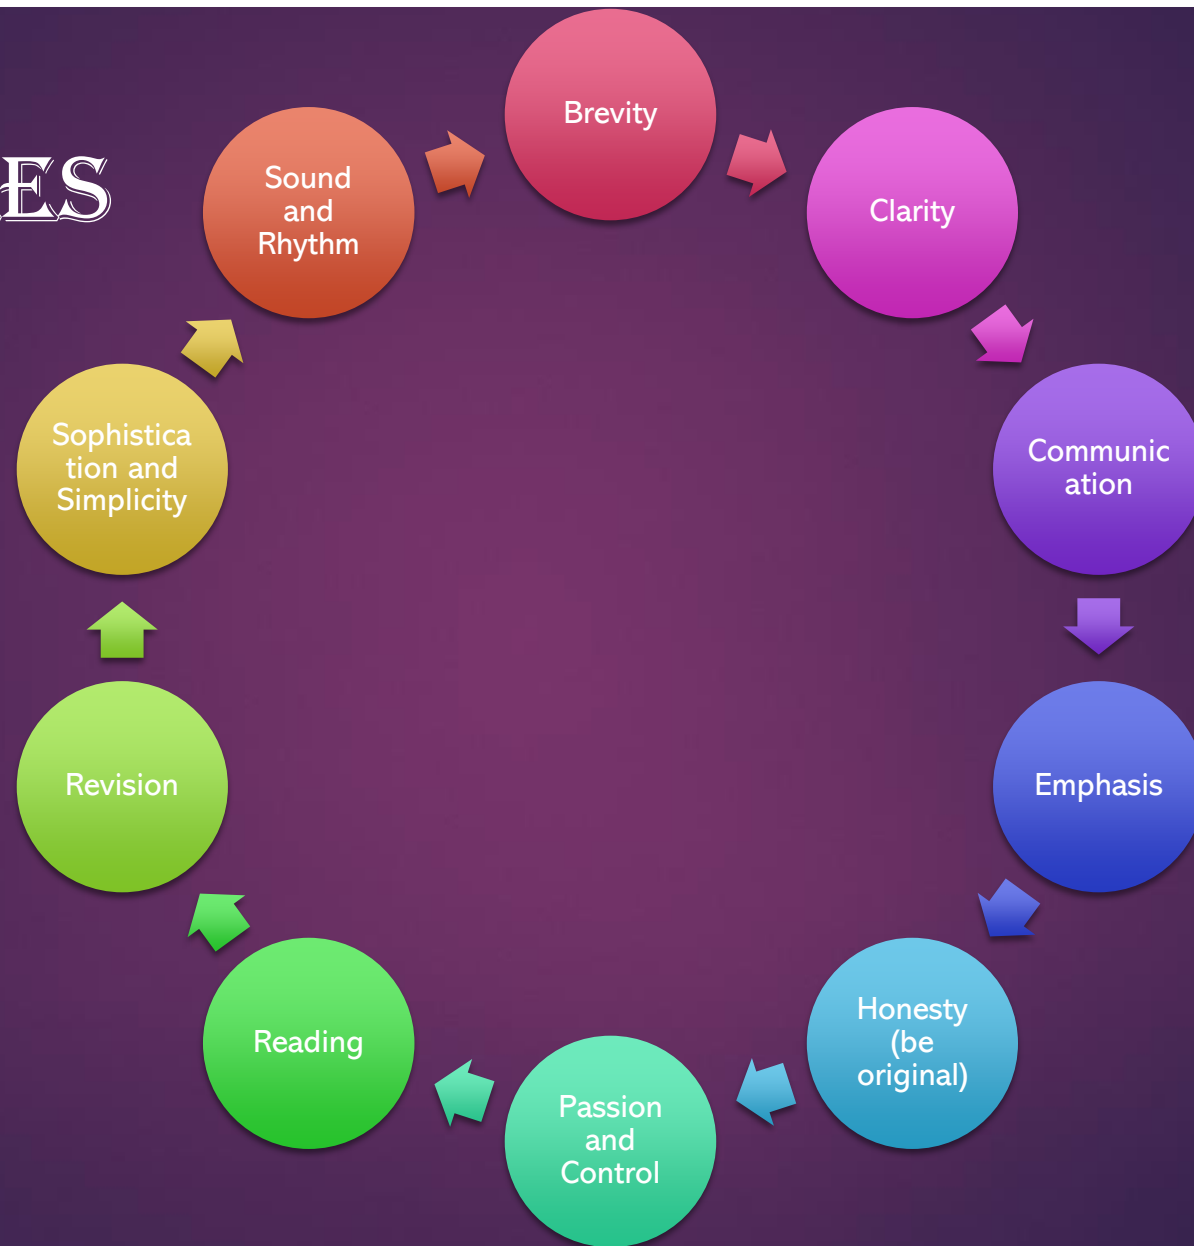 ES
Brevity
Clarity
Communic
ation
Emphasis
Honesty
(be
original)
Passion
and
Control
Reading
Revision
Sophistica
tion and
Simplicity
Sound
and
Rhythm